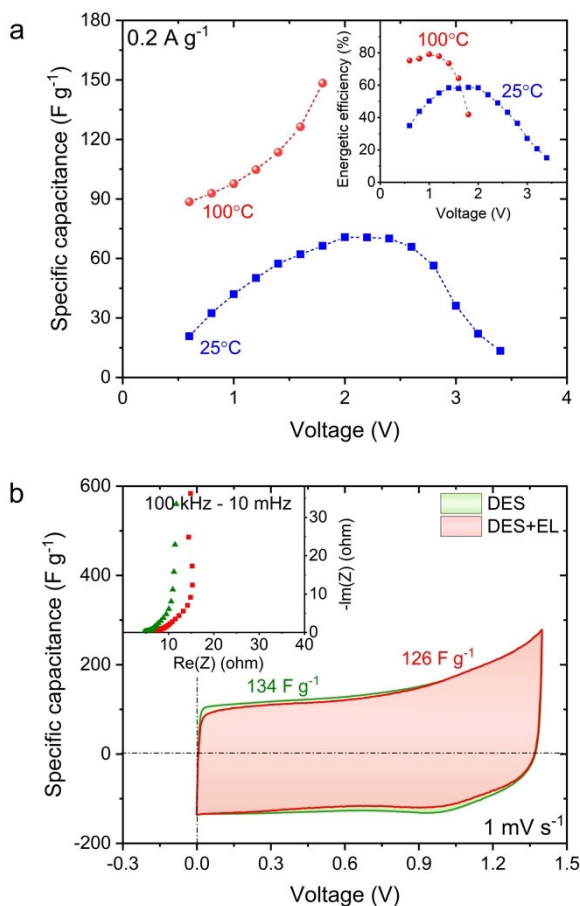 a
0.2 A g⁻¹
Specific capacitance (F g⁻¹)
180
150
120
90
60
30
0
0 1 2 3 4
Voltage (V)
100°C
25°C
Energetic efficiency (%)
100
80
60
40
20
0
0 1 2 3
Voltage (V)
100°C
25°C
b
Specific capacitance (F g⁻¹)
600
400
200
0
-200
-0.3 0.0 0.3 0.6 0.9 1.2 1.5
Voltage (V)
100 kHz - 10 mHz
30
20
10
0
-Im(Z) (ohm)
10 20 30 40
Re(Z) (ohm)
DES
DES+EL
134 F g⁻¹
126 F g⁻¹
1 mV s⁻¹